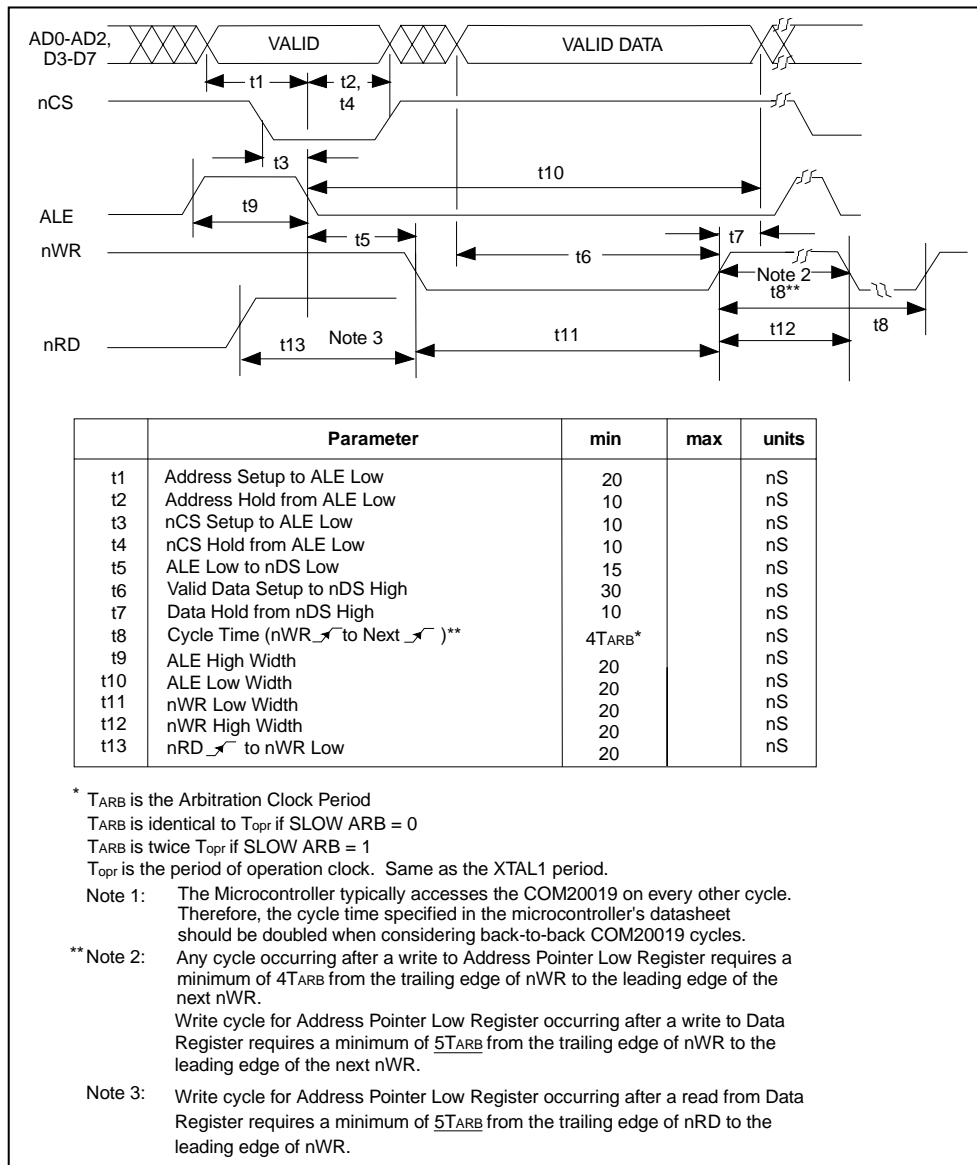 AD0-AD2,
D3-D7
VALID
VALID DATA
t1
t2,
t4
nCS
t3
t10
ALE
t9
nWR
t5
t7
t6
Note 2
t8**
t8
nRD
t13
Note 3
t11
t12
Parameter min max units
t1 Address Setup to ALE Low 20 nS
t2 Address Hold from ALE Low 10 nS
t3 nCS Setup to ALE Low 10 nS
t4 nCS Hold from ALE Low 10 nS
t5 ALE Low to nDS Low 15 nS
t6 Valid Data Setup to nDS High 30 nS
t7 Data Hold from nDS High 10 nS
t8 Cycle Time (nWR to Next )** 4TARB* nS
t9 ALE High Width 20 nS
t10 ALE Low Width 20 nS
t11 nWR Low Width 20 nS
t12 nWR High Width 20 nS
t13 nRD to nWR Low 20 nS
* TARB is the Arbitration Clock Period
TARB is identical to Topr if SLOW ARB = 0
TARB is twice Topr if SLOW ARB = 1
Topr is the period of operation clock. Same as the XTAL1 period.
Note 1: The Microcontroller typically accesses the COM20019 on every other cycle.
Therefore, the cycle time specified in the microcontroller's datasheet
should be doubled when considering back-to-back COM20019 cycles.
**Note 2: Any cycle occurring after a write to Address Pointer Low Register requires a
minimum of 4TARB from the trailing edge of nWR to the leading edge of the
next nWR.
Write cycle for Address Pointer Low Register occurring after a write to Data
Register requires a minimum of 5TARB from the trailing edge of nWR to the
leading edge of the next nWR.
Note 3: Write cycle for Address Pointer Low Register occurring after a read from Data
Register requires a minimum of 5TARB from the trailing edge of nRD to the
leading edge of nWR.